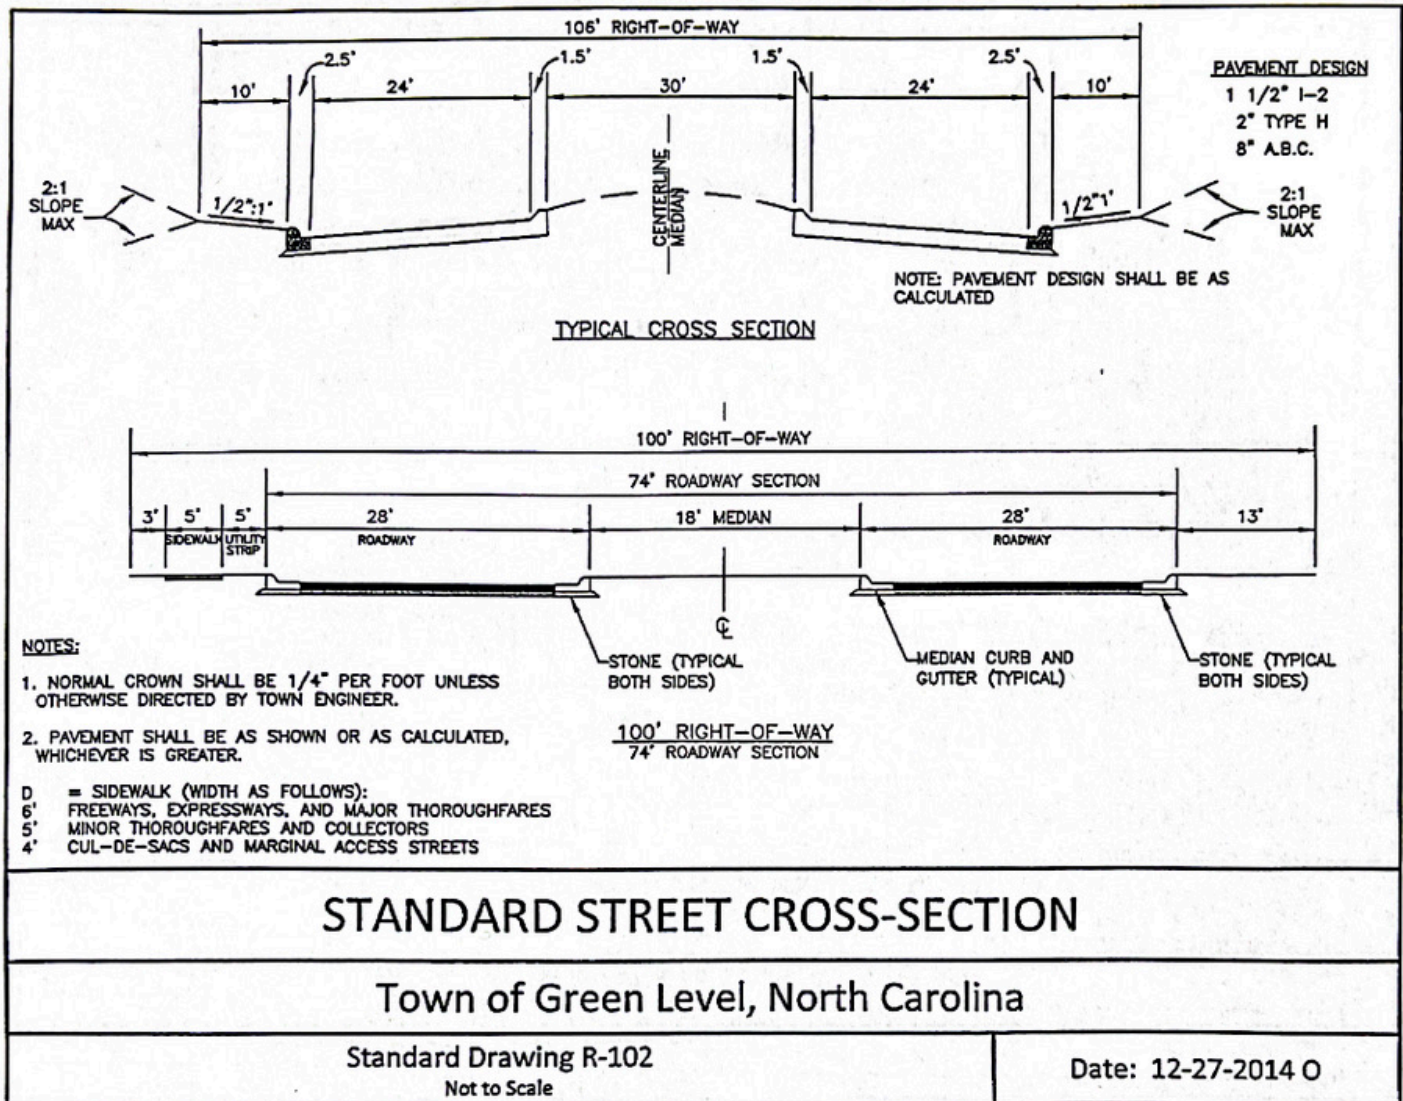 106' RIGHT-OF-WAY
2.5' 1.5' 1.5' 2.5'
10' 24' 30' 24' 10'
PAVEMENT DESIGN
1 1/2" I-2
2" TYPE H
8" A.B.C.
2:1
SLOPE
MAX
1/2":1'
CENTERLINE
MEDIAN
1/2"1'
2:1
SLOPE
MAX
NOTE: PAVEMENT DESIGN SHALL BE AS
CALCULATED
TYPICAL CROSS SECTION
100' RIGHT-OF-WAY
74' ROADWAY SECTION
3' 5' 5' 28' 18' MEDIAN 28' 13'
SIDEWALK UTILITY STRIP ROADWAY ROADWAY
CL
STONE (TYPICAL
BOTH SIDES)
MEDIAN CURB AND
GUTTER (TYPICAL)
STONE (TYPICAL
BOTH SIDES)
NOTES:
1. NORMAL CROWN SHALL BE 1/4" PER FOOT UNLESS
OTHERWISE DIRECTED BY TOWN ENGINEER.
2. PAVEMENT SHALL BE AS SHOWN OR AS CALCULATED,
WHICHEVER IS GREATER.
100' RIGHT-OF-WAY
74' ROADWAY SECTION
D = SIDEWALK (WIDTH AS FOLLOWS):
6' FREEWAYS, EXPRESSWAYS, AND MAJOR THOROUGHFARES
5' MINOR THOROUGHFARES AND COLLECTORS
4' CUL-DE-SACS AND MARGINAL ACCESS STREETS
STANDARD STREET CROSS-SECTION
Town of Green Level, North Carolina
Standard Drawing R-102
Not to Scale
Date: 12-27-2014 O